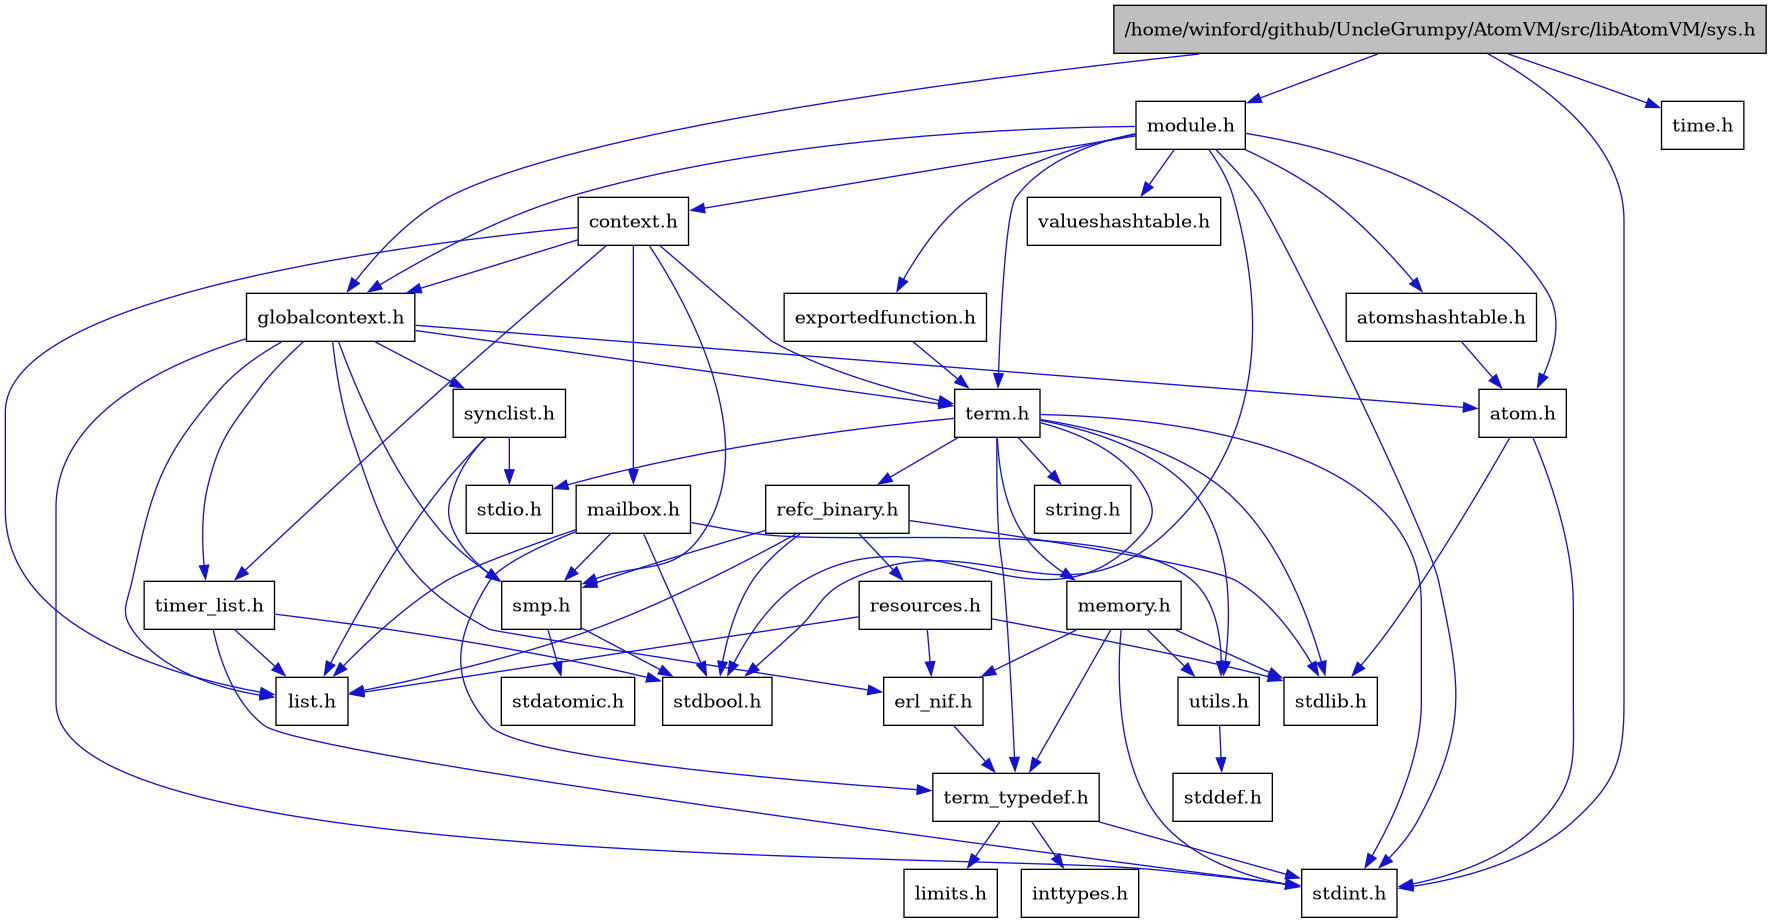 /home/winford/github/UncleGrumpy/AtomVM/src/libAtomVM/sys.h
module.h
time.h
context.h
valueshashtable.h
globalcontext.h
exportedfunction.h
atomshashtable.h
synclist.h
term.h
atom.h
stdio.h
mailbox.h
refc_binary.h
string.h
timer_list.h
smp.h
resources.h
memory.h
list.h
stdatomic.h
stdbool.h
erl_nif.h
utils.h
stdlib.h
term_typedef.h
stddef.h
limits.h
inttypes.h
stdint.h